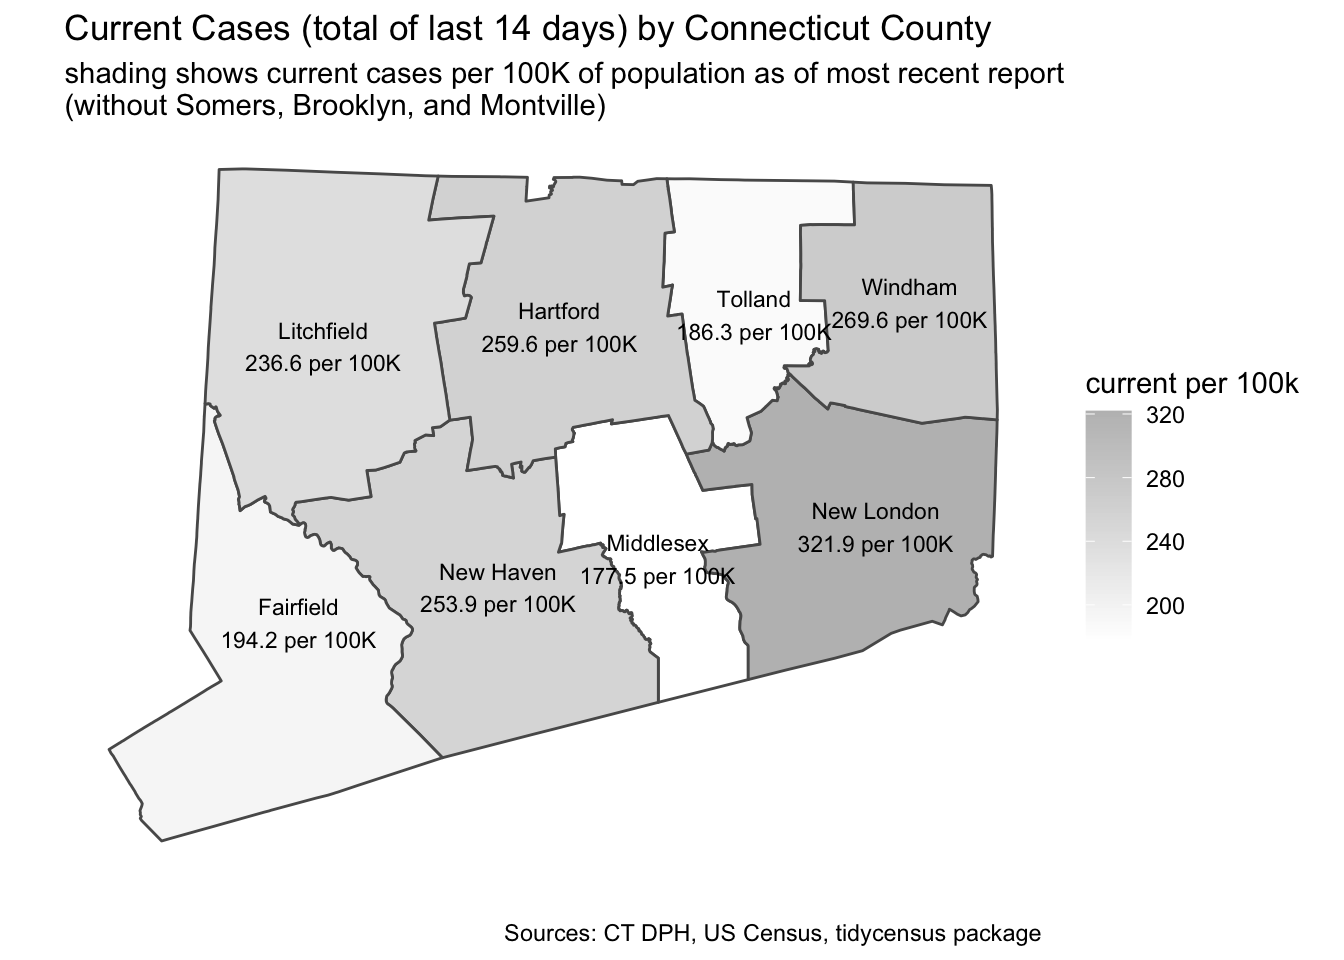 Current Cases (total of last 14 days) by Connecticut County
shading shows current cases per 100K of population as of most recent report
(without Somers, Brooklyn, and Montville)
Litchfield
236.6 per 100K
Hartford
259.6 per 100K
Tolland
186.3 per 100K
Windham
269.6 per 100K
New London
321.9 per 100K
Middlesex
177.5 per 100K
New Haven
253.9 per 100K
Fairfield
194.2 per 100K
current per 100k
320
280
240
200
Sources: CT DPH, US Census, tidycensus package